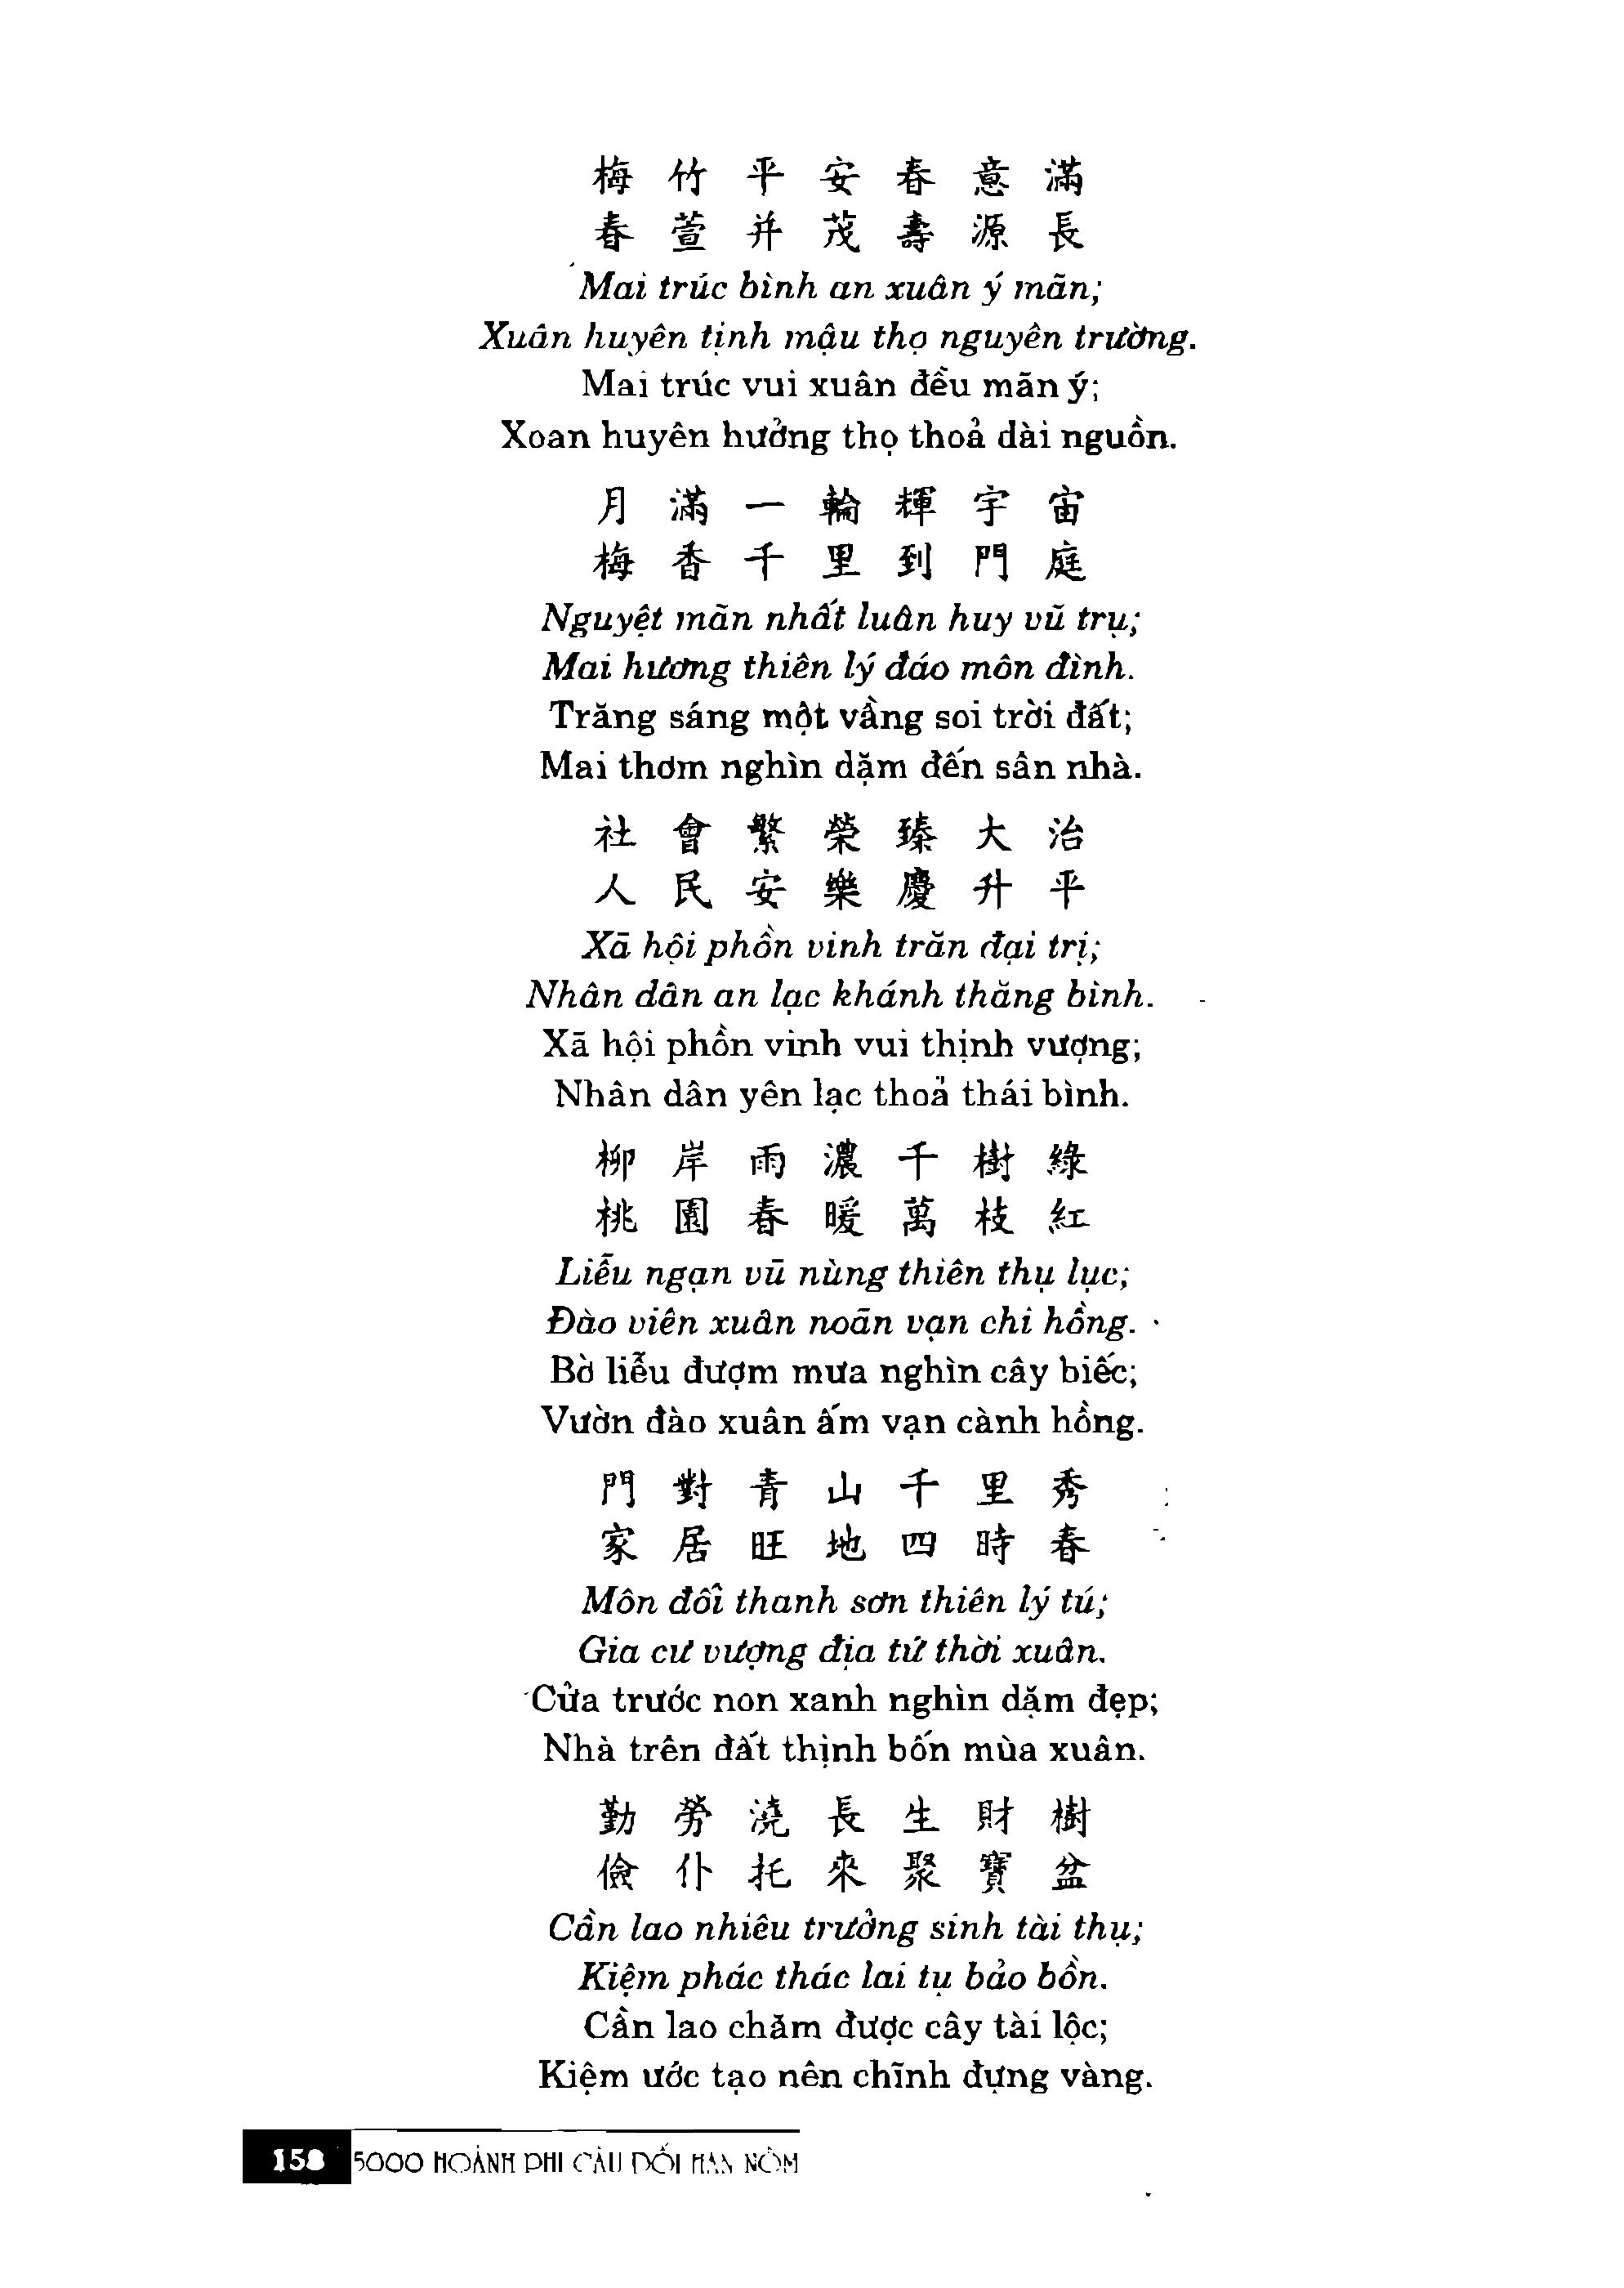 梅竹平安春意滿
春萱并茂壽源長
Mai trúc bình an xuân ý mãn;
Xuân huyên tịnh mậu thọ nguyên trường.
Mai trúc vui xuân đều mãn ý;
Xoan huyên hưởng thọ thoả dài nguồn.
月滿一輪輝宇宙
梅香千里到門庭
Nguyệt mãn nhất luân huy vũ trụ;
Mai hương thiên lý đáo môn đình.
Trăng sáng một vầng soi trời đất;
Mai thơm nghìn dặm đến sân nhà.
社會繁榮臻大治
人民安樂慶升平
Xã hội phồn vinh trăn đại trị;
Nhân dân an lạc khánh thăng bình.
Xã hội phồn vinh vui thịnh vượng;
Nhân dân yên lạc thoả thái bình.
柳岸雨濃千樹綠
桃園春暖萬枝紅
Liễu ngạn vũ nùng thiên thụ lục;
Đào viên xuân noãn vạn chi hồng.
Bờ liễu đượm mưa nghìn cây biếc;
Vườn đào xuân ấm vạn cành hồng.
門對青山千里秀
家居旺地四時春
Môn đối thanh sơn thiên lý tú;
Gia cư vượng địa tứ thời xuân.
Cửa trước non xanh nghìn dặm đẹp;
Nhà trên đất thịnh bốn mùa xuân.
勤勞澆長生財樹
儉仆托來聚寶盆
Cần lao nhiêu trưởng sinh tài thụ;
Kiệm phác thác lai tụ bảo bồn.
Cần lao chăm được cây tài lộc;
Kiệm ước tạo nên chĩnh đựng vàng.
158 5000 HOÀNH PHI CÂU ĐỐI HÁN NÔM